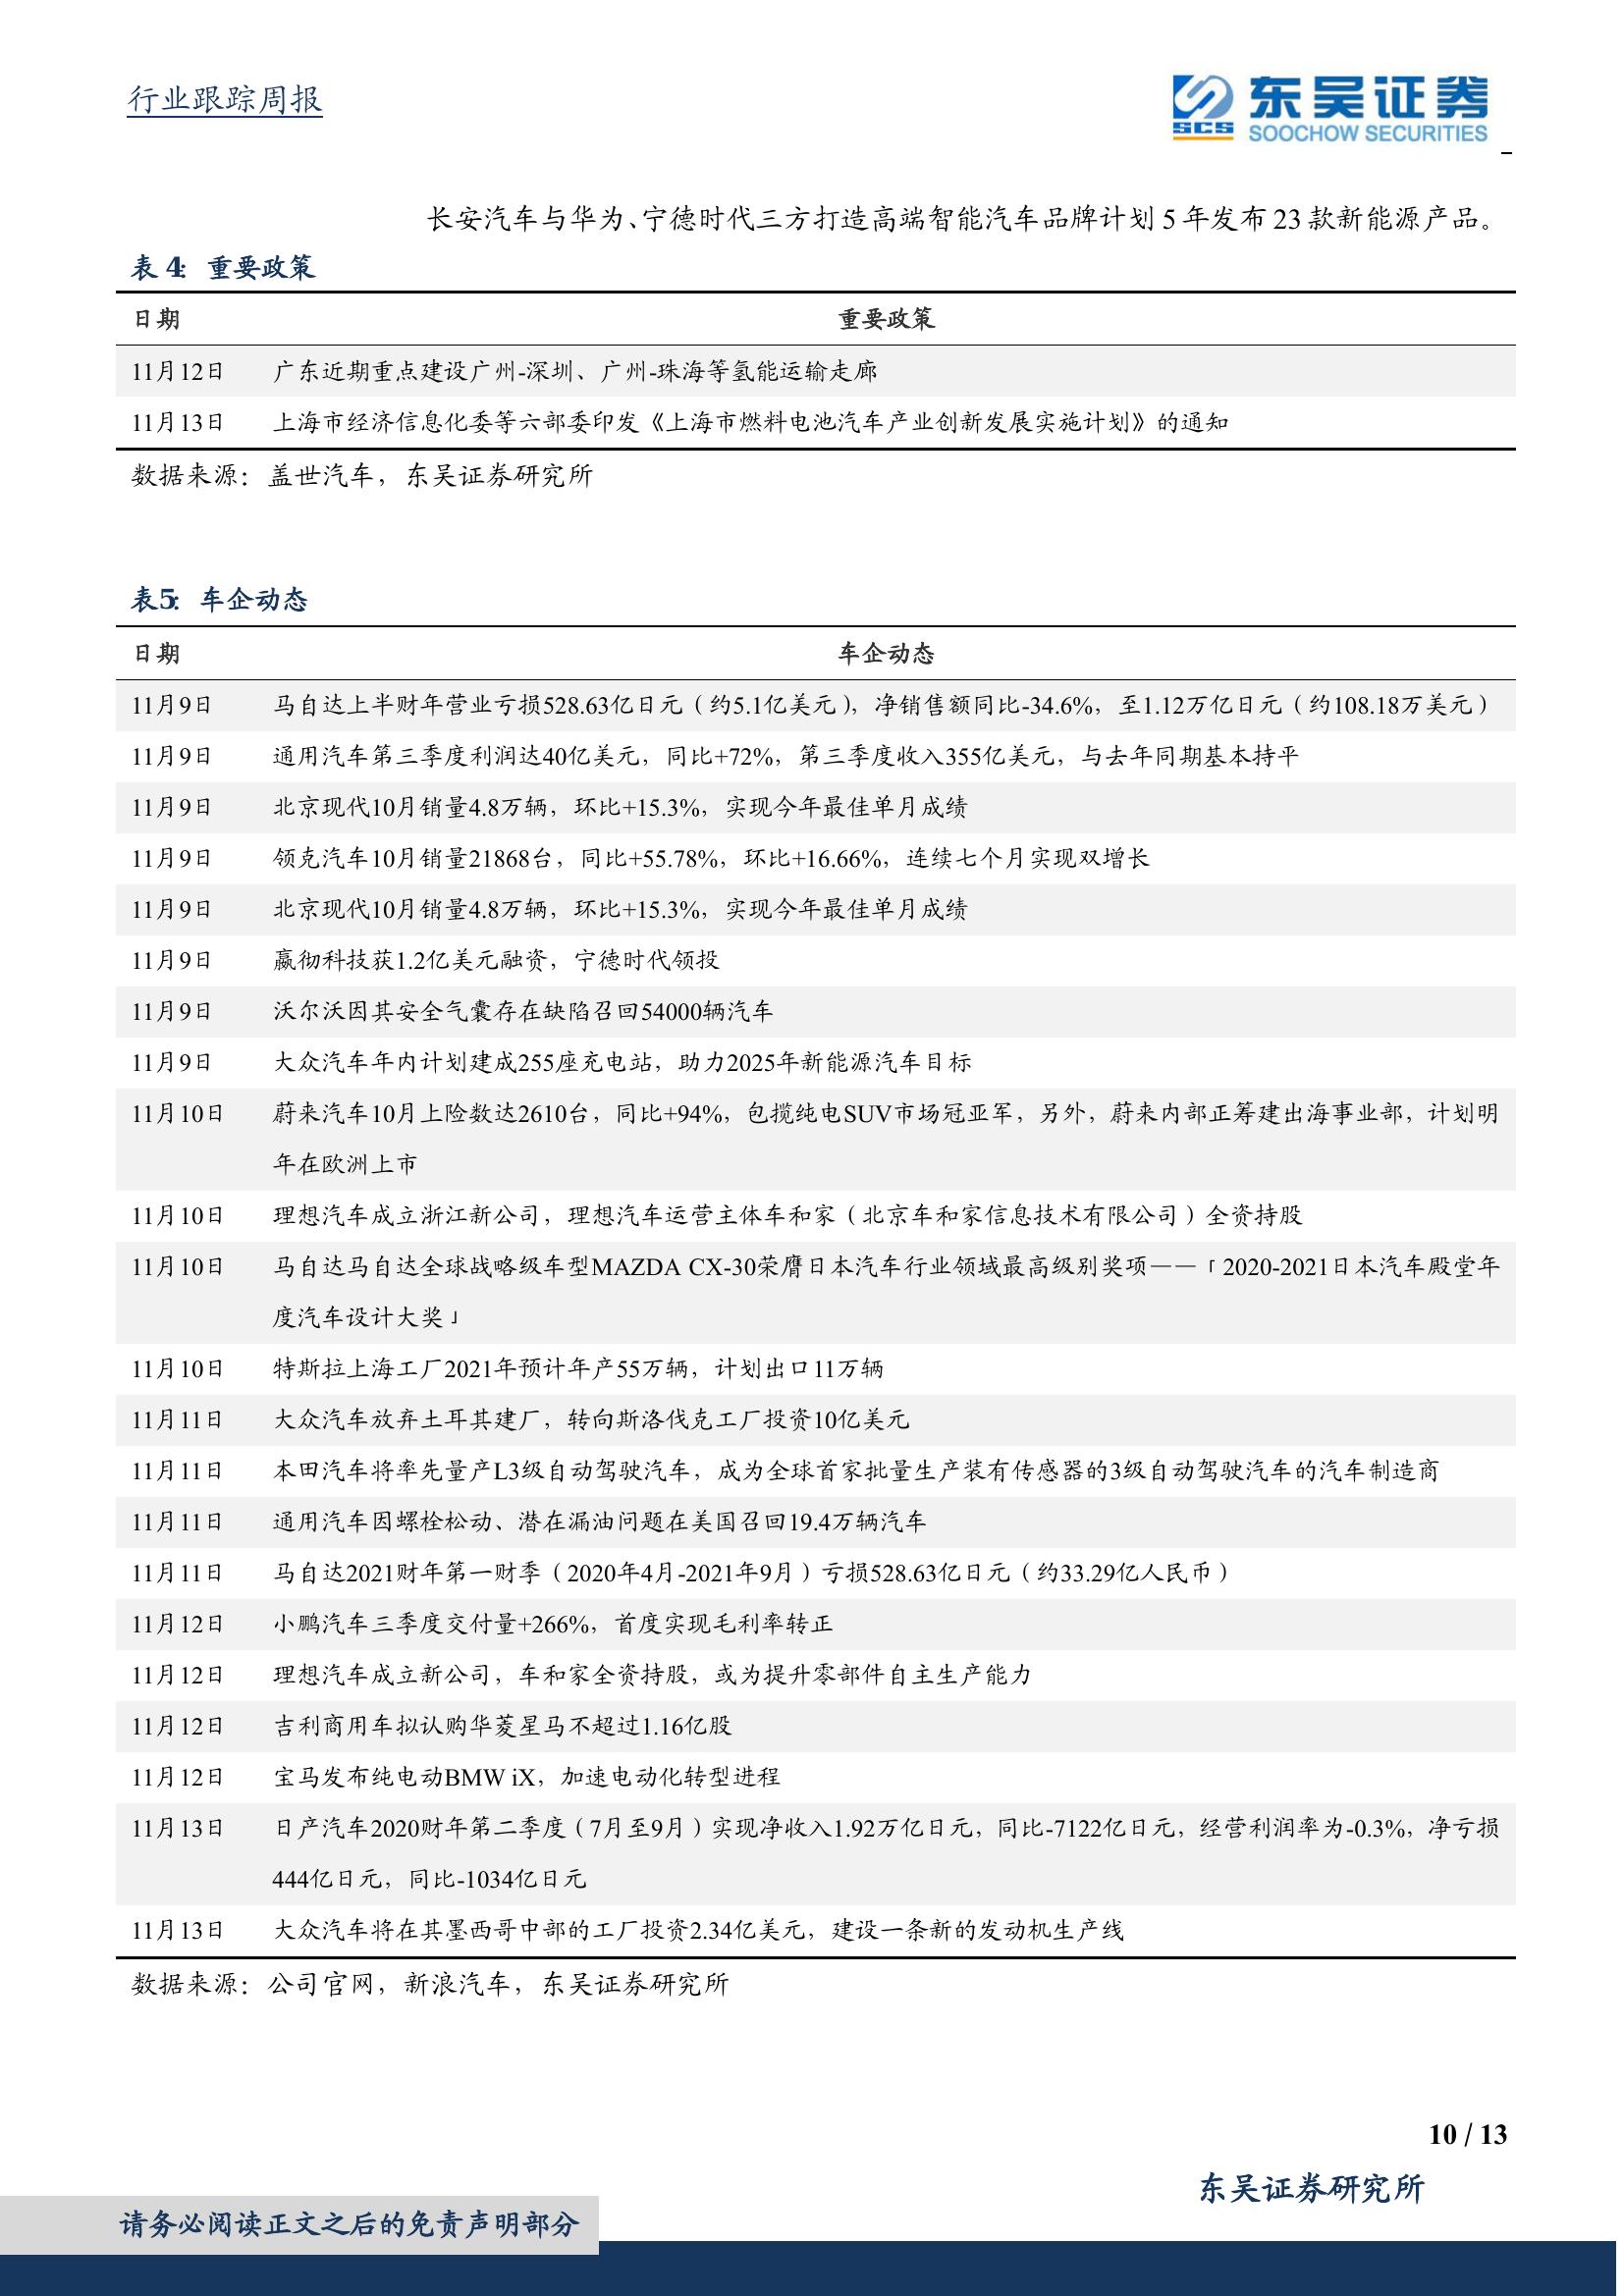 行业跟踪周报
东吴证券
SCS
SOOCHOW SECURITIES
长安汽车与华为、宁德时代三方打造高端智能汽车品牌计划 5 年发布 23 款新能源产品。
表 4：重要政策
日期 重要政策
11月12日 广东近期重点建设广州-深圳、广州-珠海等氢能运输走廊
11月13日 上海市经济信息化委等六部委印发《上海市燃料电池汽车产业创新发展实施计划》的通知
数据来源：盖世汽车，东吴证券研究所
表5：车企动态
日期 车企动态
11月9日 马自达上半财年营业亏损528.63亿日元（约5.1亿美元），净销售额同比-34.6%，至1.12万亿日元（约108.18万美元）
11月9日 通用汽车第三季度利润达40亿美元，同比+72%，第三季度收入355亿美元，与去年同期基本持平
11月9日 北京现代10月销量4.8万辆，环比+15.3%，实现今年最佳单月成绩
11月9日 领克汽车10月销量21868台，同比+55.78%，环比+16.66%，连续七个月实现双增长
11月9日 北京现代10月销量4.8万辆，环比+15.3%，实现今年最佳单月成绩
11月9日 嬴彻科技获1.2亿美元融资，宁德时代领投
11月9日 沃尔沃因其安全气囊存在缺陷召回54000辆汽车
11月9日 大众汽车年内计划建成255座充电站，助力2025年新能源汽车目标
11月10日 蔚来汽车10月上险数达2610台，同比+94%，包揽纯电SUV市场冠亚军，另外，蔚来内部正筹建出海事业部，计划明
年在欧洲上市
11月10日 理想汽车成立浙江新公司，理想汽车运营主体车和家（北京车和家信息技术有限公司）全资持股
11月10日 马自达马自达全球战略级车型MAZDA CX-30荣膺日本汽车行业领域最高级别奖项——「2020-2021日本汽车殿堂年
度汽车设计大奖」
11月10日 特斯拉上海工厂2021年预计年产55万辆，计划出口11万辆
11月11日 大众汽车放弃土耳其建厂，转向斯洛伐克工厂投资10亿美元
11月11日 本田汽车将率先量产L3级自动驾驶汽车，成为全球首家批量生产装有传感器的3级自动驾驶汽车的汽车制造商
11月11日 通用汽车因螺栓松动、潜在漏油问题在美国召回19.4万辆汽车
11月11日 马自达2021财年第一财季（2020年4月-2021年9月）亏损528.63亿日元（约33.29亿人民币）
11月12日 小鹏汽车三季度交付量+266%，首度实现毛利率转正
11月12日 理想汽车成立新公司，车和家全资持股，或为提升零部件自主生产能力
11月12日 吉利商用车拟认购华菱星马不超过1.16亿股
11月12日 宝马发布纯电动BMW iX，加速电动化转型进程
11月13日 日产汽车2020财年第二季度（7月至9月）实现净收入1.92万亿日元，同比-7122亿日元，经营利润率为-0.3%，净亏损
444亿日元，同比-1034亿日元
11月13日 大众汽车将在其墨西哥中部的工厂投资2.34亿美元，建设一条新的发动机生产线
数据来源：公司官网，新浪汽车，东吴证券研究所
10 / 13
东吴证券研究所
请务必阅读正文之后的免责声明部分